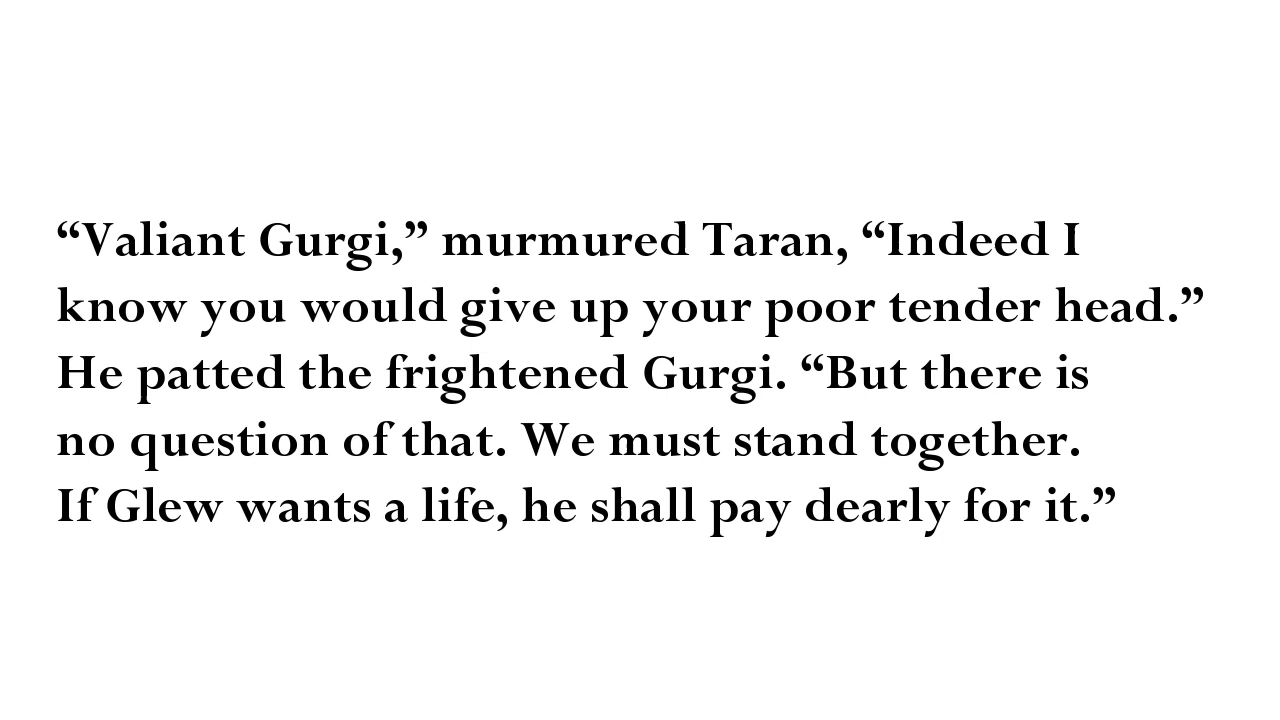 “Valiant Gurgi,” murmured Taran, “Indeed I
know you would give up your poor tender head.”
He patted the frightened Gurgi. “But there is
no question of that. We must stand together.
If Glew wants a life, he shall pay dearly for it.”